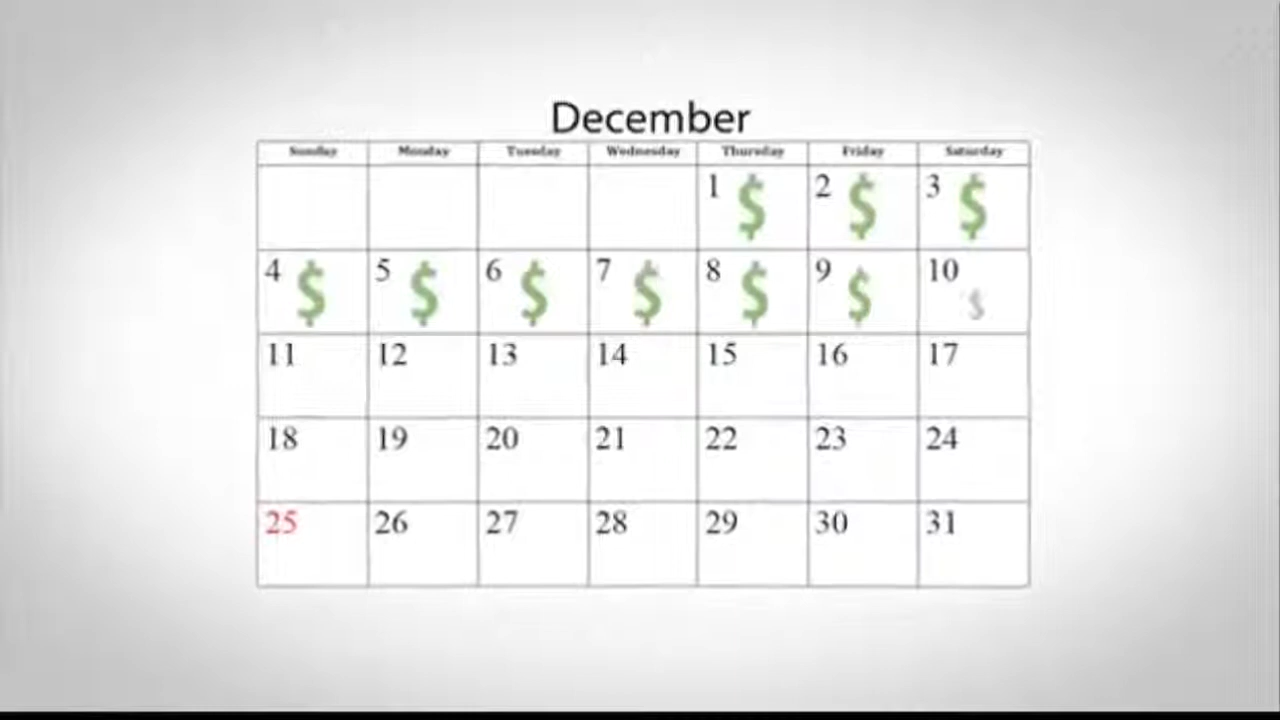 December
Sunday Monday Tuesday Wednesday Thursday Friday Saturday
1 $ 2 $ 3 $
4 $ 5 $ 6 $ 7 $ 8 $ 9 $ 10 $
11 12 13 14 15 16 17
18 19 20 21 22 23 24
25 26 27 28 29 30 31